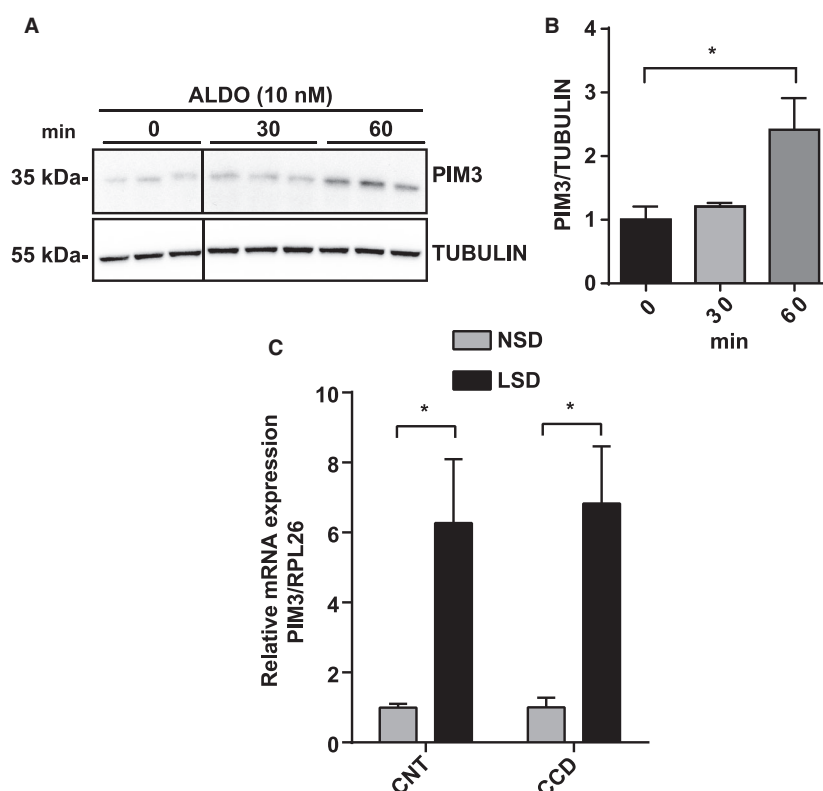 A
ALDO (10 nM)
min 0 30 60
35 kDa- PIM3
55 kDa- TUBULIN
B
PIM3/TUBULIN
4
3
2
1
0
*
0 30 60
min
C
NSD
LSD
Relative mRNA expression
PIM3/RPL26
10
8
6
4
2
0
* *
CNT CCD